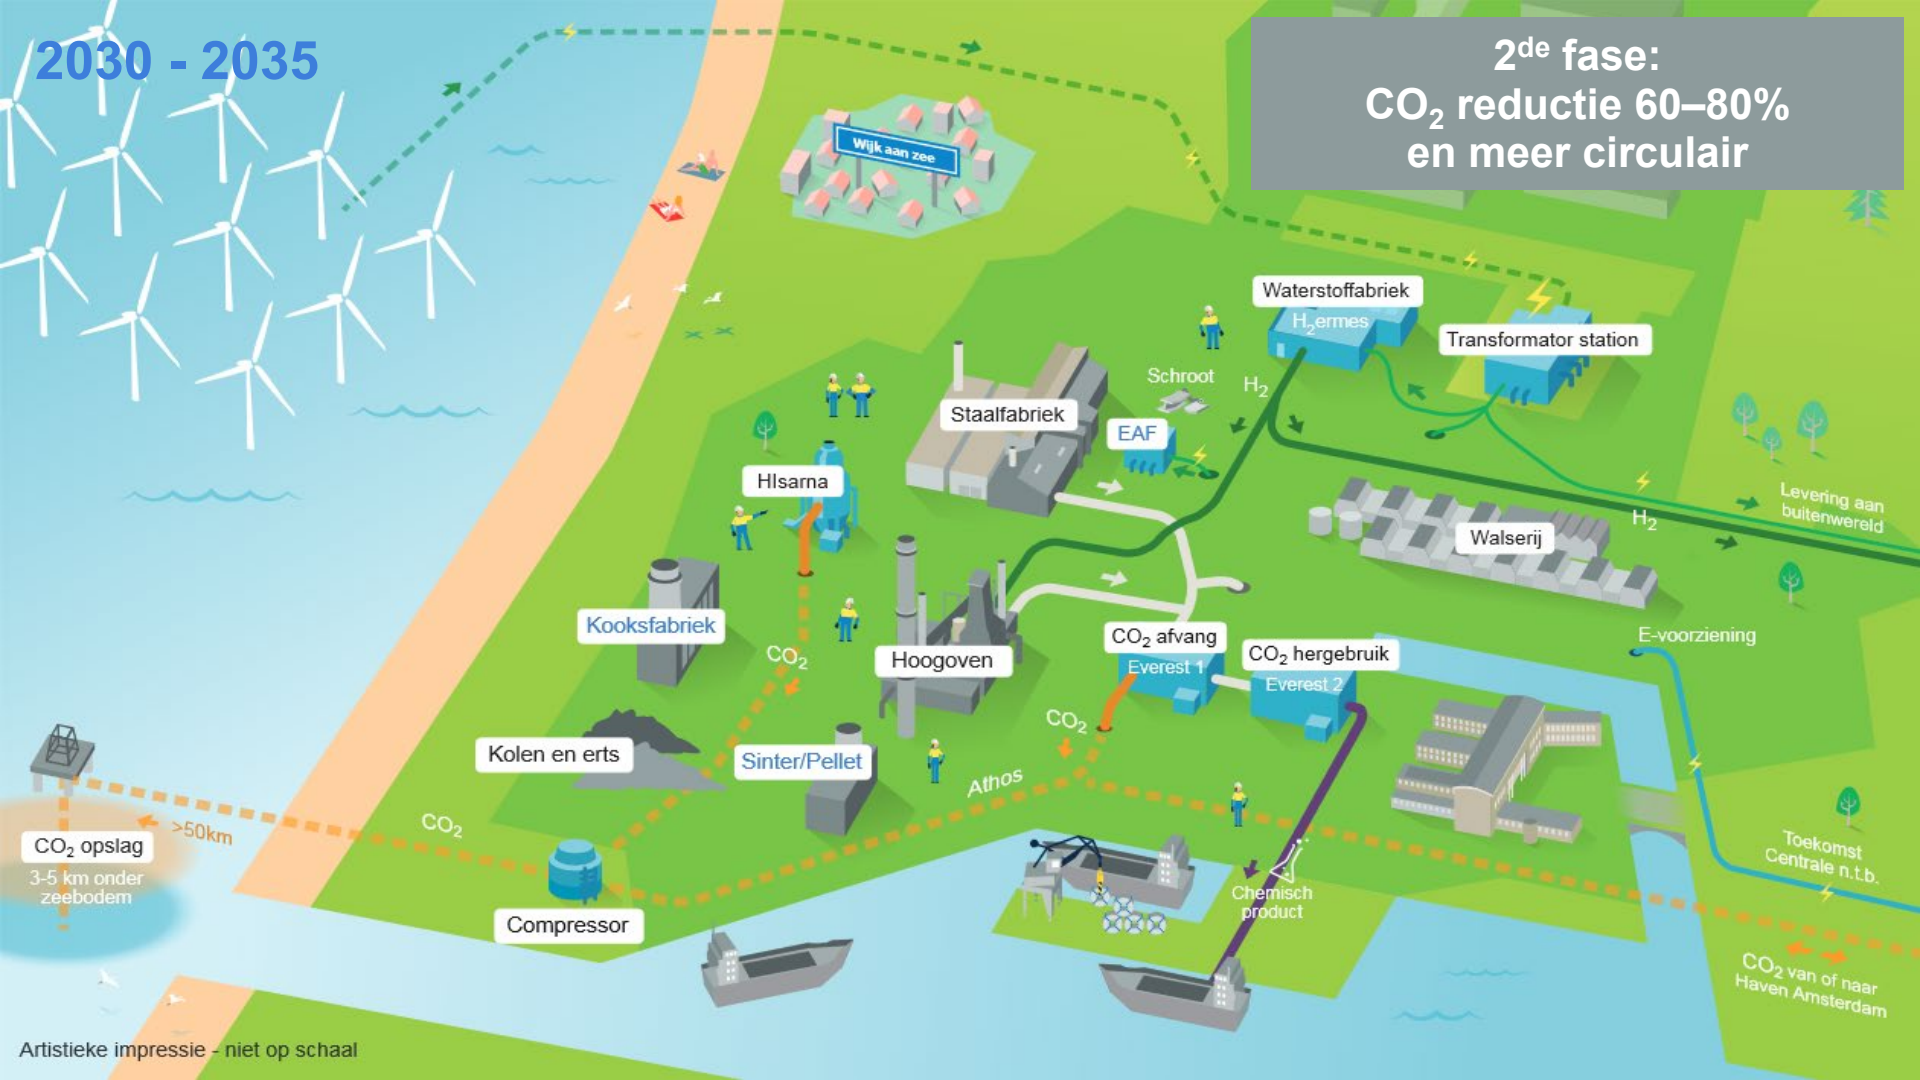 2030 - 2035
2de fase:
CO2 reductie 60–80%
en meer circulair
Wijk aan zee
Waterstoffabriek
H2ermes
Transformator station
Schroot
H2
Staalfabriek
EAF
HIsarna
Levering aan
buitenwereld
H2
Walserij
Kooksfabriek
CO2
Hoogoven
CO2 afvang
Everest 1
CO2 hergebruik
Everest 2
E-voorziening
CO2
Kolen en erts
Sinter/Pellet
Athos
CO2
>50km
CO2 opslag
3-5 km onder
zeebodem
Compressor
Chemisch
product
Toekomst
Centrale n.t.b.
CO2 van of naar
Haven Amsterdam
Artistieke impressie - niet op schaal